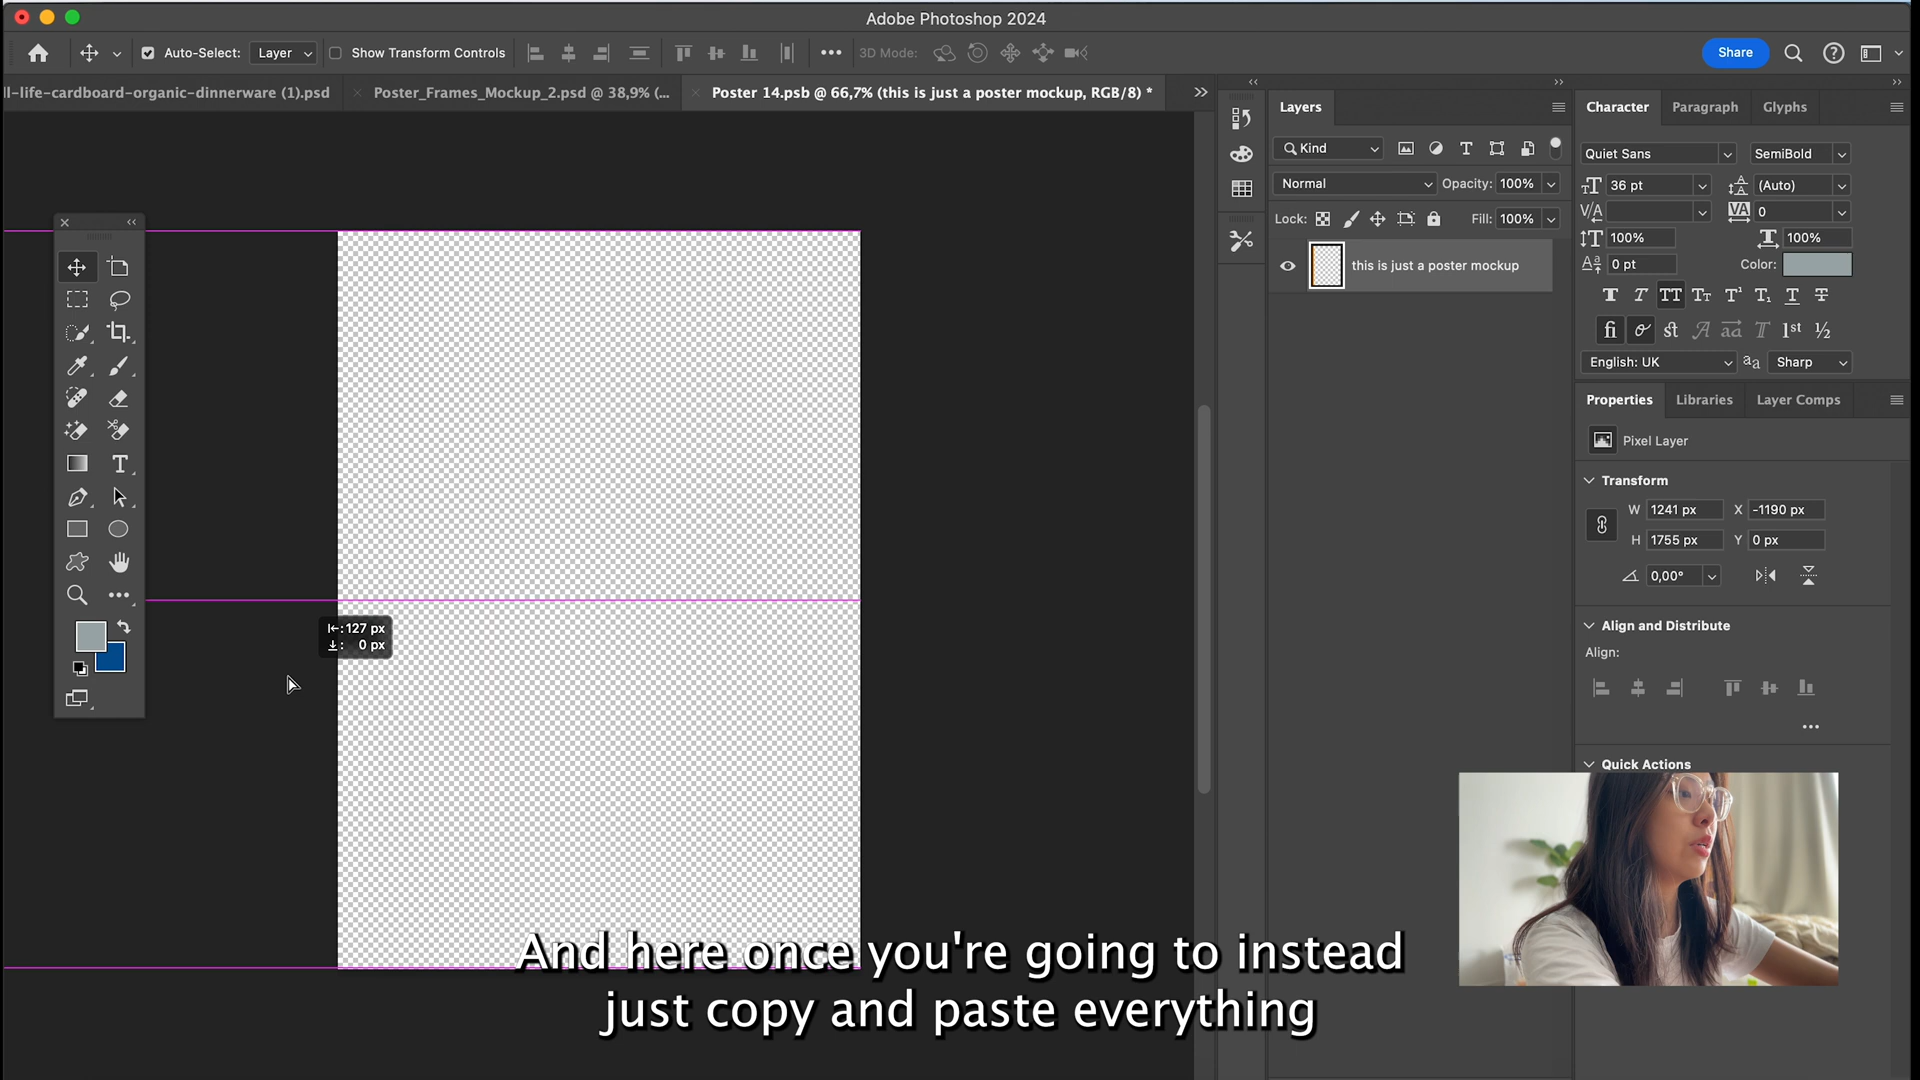 Adobe Photoshop 2024
Auto-Select: Layer Show Transform Controls 3D Mode: Share
ll-life-cardboard-organic-dinnerware (1).psd
Poster_Frames_Mockup_2.psd @ 38,9% (...
Poster 14.psb @ 66,7% (this is just a poster mockup, RGB/8) *
Layers
Kind
Normal Opacity: 100%
Lock: Fill: 100%
this is just a poster mockup
Character Paragraph Glyphs
Quiet Sans SemiBold
36 pt (Auto)
0
100% 100%
0 pt Color:
English: UK Sharp
Properties Libraries Layer Comps
Pixel Layer
Transform
W 1241 px X -1190 px
H 1755 px Y 0 px
0,00°
Align and Distribute
Align:
Quick Actions
127 px
0 px
And here once you're going to instead
just copy and paste everything